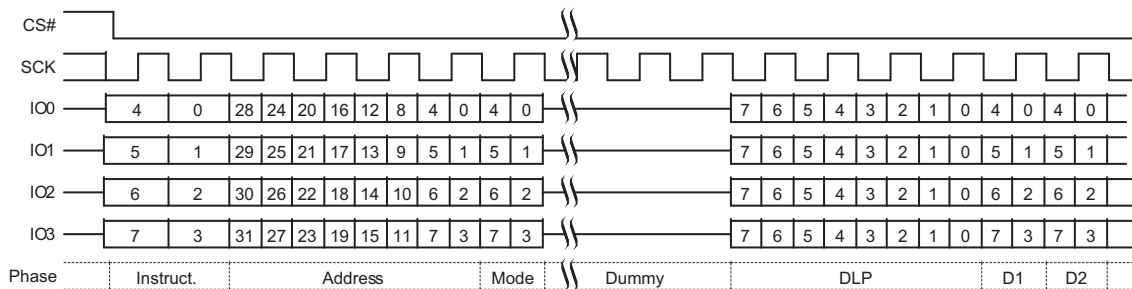 CS#
SCK
IO0 4 0 28 24 20 16 12 8 4 0 4 0 7 6 5 4 3 2 1 0 4 0 4 0
IO1 5 1 29 25 21 17 13 9 5 1 5 1 7 6 5 4 3 2 1 0 5 1 5 1
IO2 6 2 30 26 22 18 14 10 6 2 6 2 7 6 5 4 3 2 1 0 6 2 6 2
IO3 7 3 31 27 23 19 15 11 7 3 7 3 7 6 5 4 3 2 1 0 7 3 7 3
Phase Instruct. Address Mode Dummy DLP D1 D2